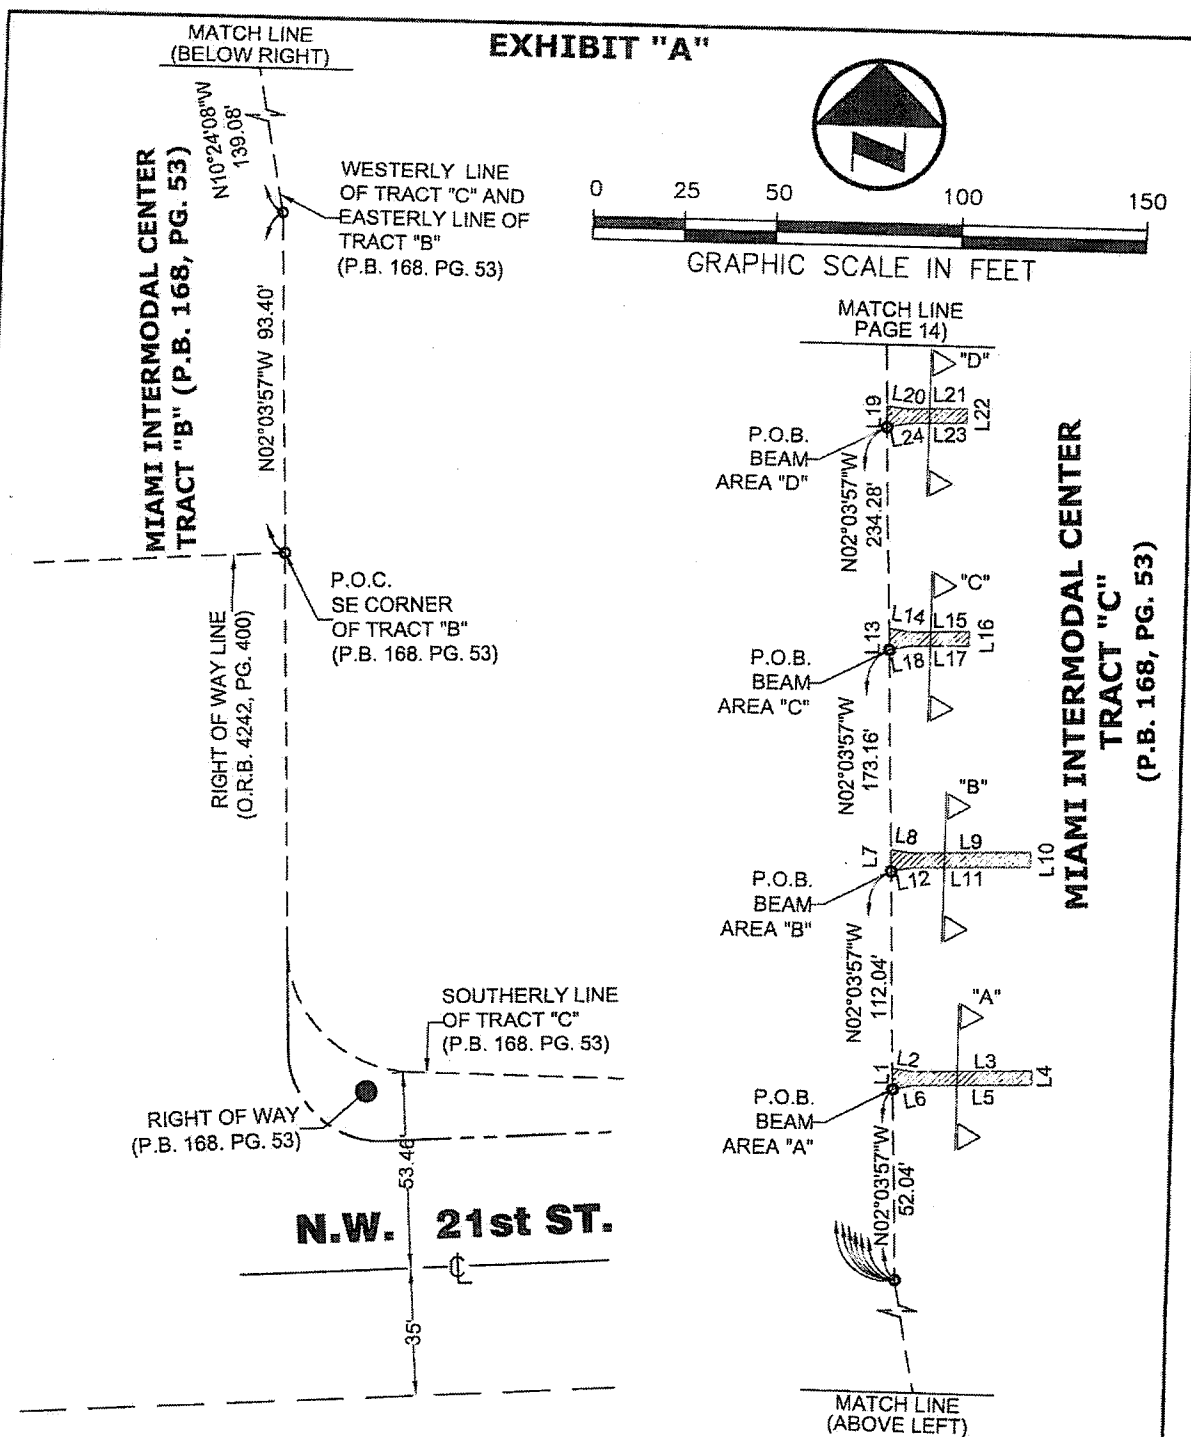 EXHIBIT "A"
MATCH LINE
(BELOW RIGHT)
N10°24'08"W
139.08'
MIAMI INTERMODAL CENTER
TRACT "B" (P.B. 168, PG. 53)
WESTERLY LINE
OF TRACT "C" AND
EASTERLY LINE OF
TRACT "B"
(P.B. 168. PG. 53)
N02°03'57"W 93.40'
P.O.C.
SE CORNER
OF TRACT "B"
(P.B. 168. PG. 53)
RIGHT OF WAY LINE
(O.R.B. 4242, PG. 400)
SOUTHERLY LINE
OF TRACT "C"
(P.B. 168. PG. 53)
RIGHT OF WAY
(P.B. 168. PG. 53)
53.46'
N.W. 21st ST.
℄
35'
N
0 25 50 100 150
GRAPHIC SCALE IN FEET
MATCH LINE
PAGE 14)
"D"
L19 L20 L21 L22
L24 L23
P.O.B.
BEAM
AREA "D"
N02°03'57"W
234.28'
"C"
L13 L14 L15 L16
L18 L17
P.O.B.
BEAM
AREA "C"
N02°03'57"W
173.16'
"B"
L7 L8 L9 L10
L12 L11
P.O.B.
BEAM
AREA "B"
N02°03'57"W
112.04'
"A"
L1 L2 L3 L4
L6 L5
P.O.B.
BEAM
AREA "A"
N02°03'57"W
52.04'
MIAMI INTERMODAL CENTER
TRACT "C"
(P.B. 168, PG. 53)
MATCH LINE
(ABOVE LEFT)